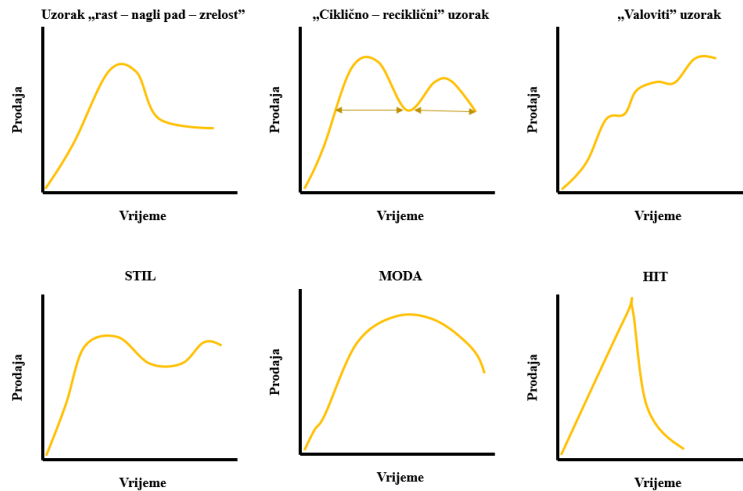 Uzorak „rast – nagli pad – zrelost”
„Ciklično – reciklični” uzorak
„Valoviti” uzorak
Prodaja
Prodaja
Prodaja
Vrijeme
Vrijeme
Vrijeme
STIL
MODA
HIT
Prodaja
Prodaja
Prodaja
Vrijeme
Vrijeme
Vrijeme